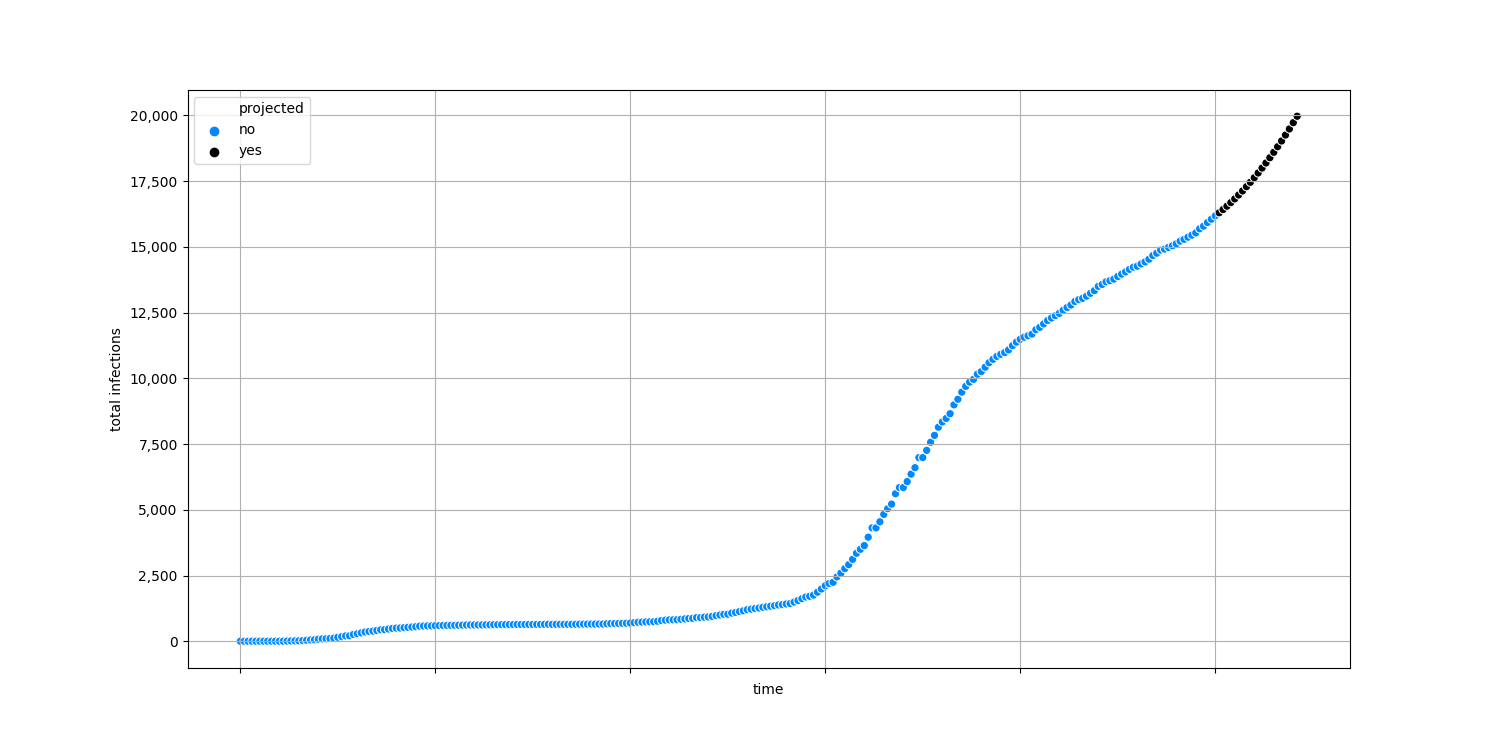 projected
no
yes
20,000
17,500
15,000
12,500
10,000
7,500
5,000
2,500
0
total infections
time